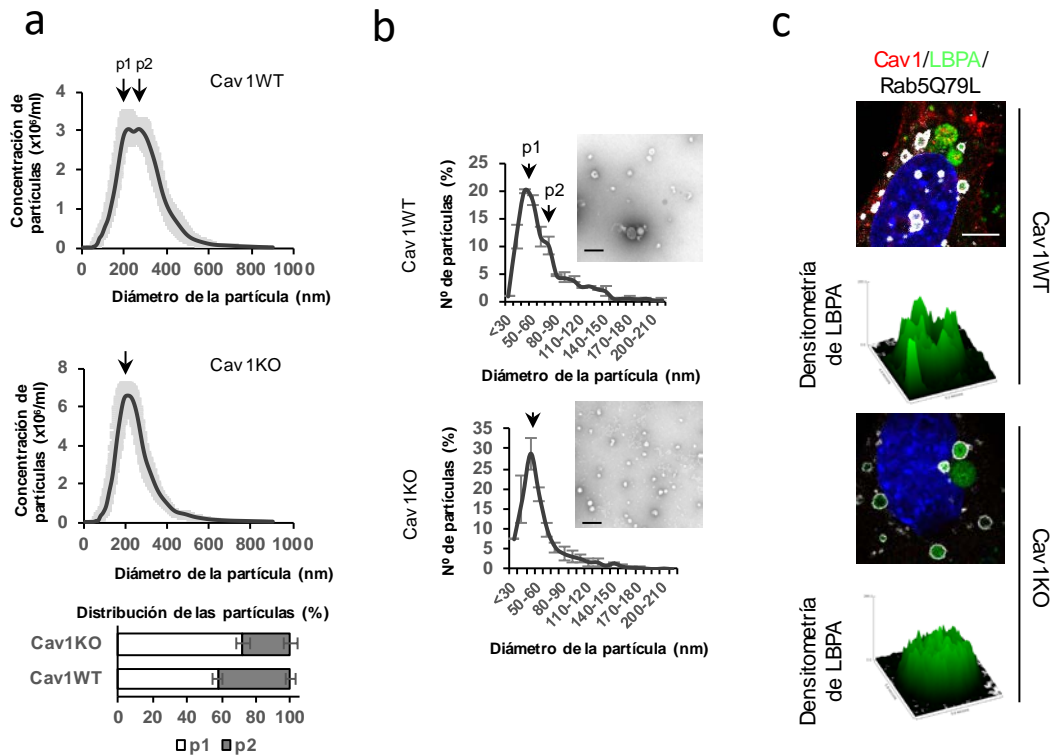 a
p1 p2
Cav1WT
Concentración de
partículas (x10⁶/ml)
4
3
2
1
0
0 200 400 600 800 1000
Diámetro de la partícula (nm)
Cav1KO
Concentración de
partículas (x10⁶/ml)
8
6
4
2
0
0 200 400 600 800 1000
Diámetro de la partícula (nm)
Distribución de las partículas (%)
Cav1KO
Cav1WT
0 20 40 60 80 100
p1 p2
b
Cav1WT
Nº de partículas (%)
p1
p2
25
20
15
10
5
0
<30 50-60 80-90 110-120 140-150 170-180 200-210
Diámetro de la partícula (nm)
Cav1KO
Nº de partículas (%)
35
30
25
20
15
10
5
0
<30 50-60 80-90 110-120 140-150 170-180 200-210
Diámetro de la partícula (nm)
c
Cav1/LBPA/
Rab5Q79L
Densitometría
de LBPA
Cav1WT
Densitometría
de LBPA
Cav1KO